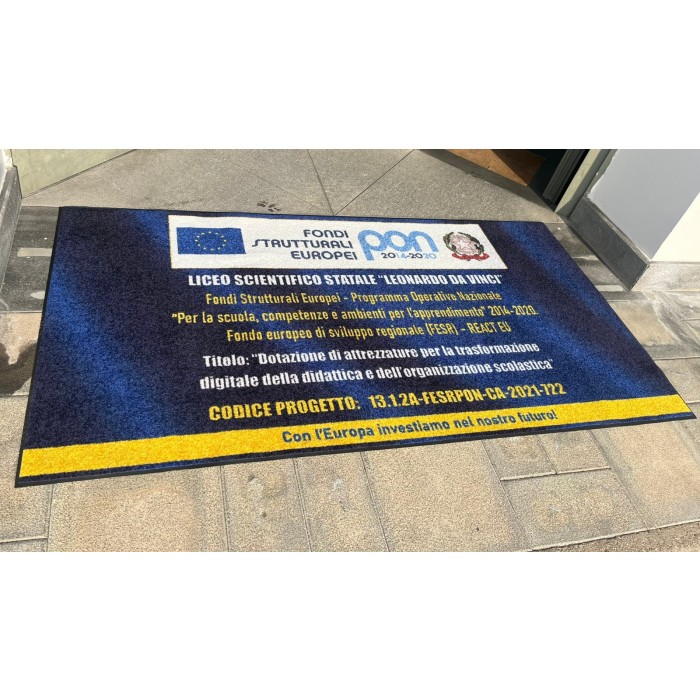 FONDI
STRUTTURALI
EUROPEI
pon
2014-2020
LICEO SCIENTIFICO STATALE "LEONARDO DA VINCI"
Fondi Strutturali Europei - Programma Operativo Nazionale
"Per la scuola, competenze e ambienti per l'apprendimento" 2014-2020.
Fondo europeo di sviluppo regionale (FESR) - REACT EU
Titolo: "Dotazione di attrezzature per la trasformazione
digitale della didattica e dell'organizzazione scolastica"
CODICE PROGETTO: 13.1.2A-FESRPON-CA-2021-722
Con l'Europa investiamo nel nostro futuro!